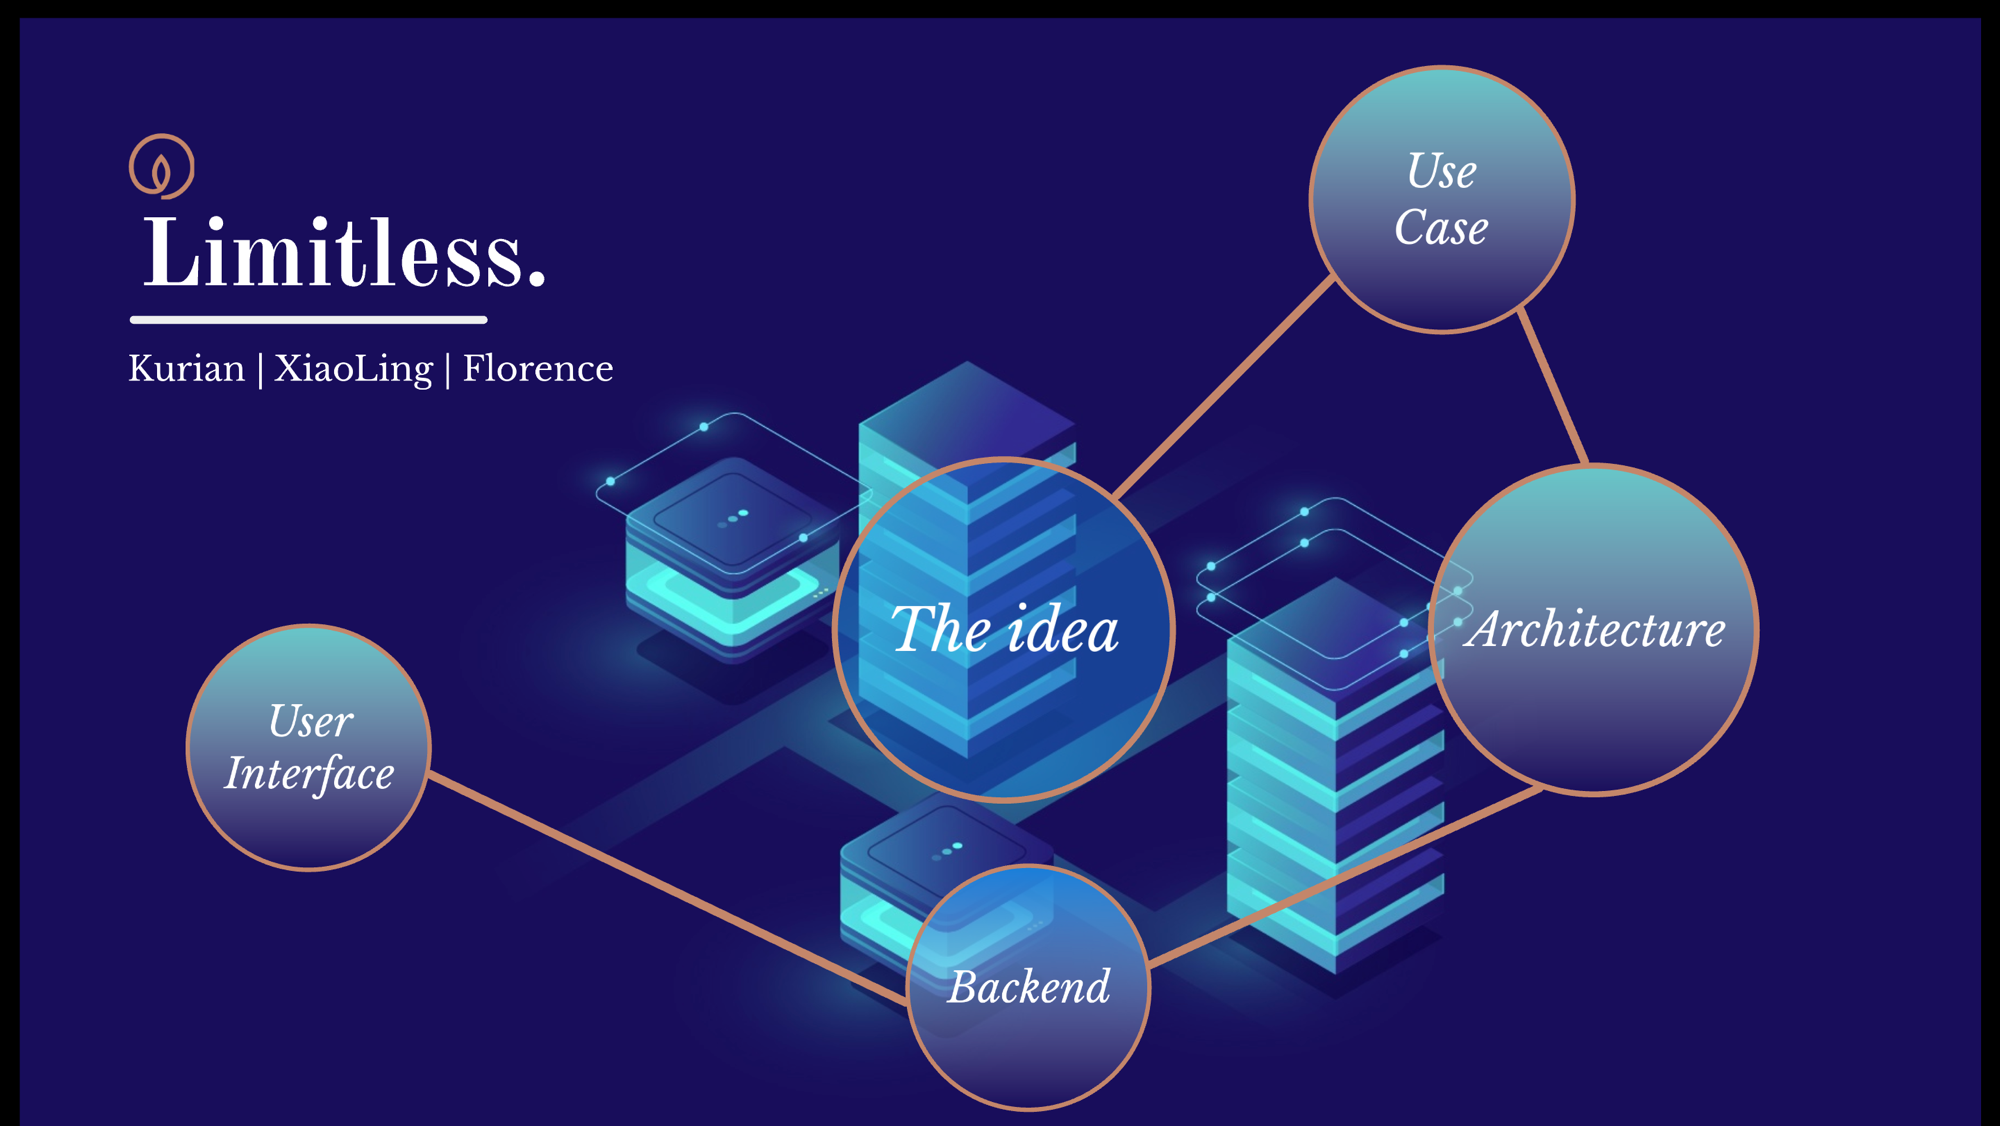 Limitless.
Kurian | XiaoLing | Florence
Use
Case
The idea
Architecture
User
Interface
Backend